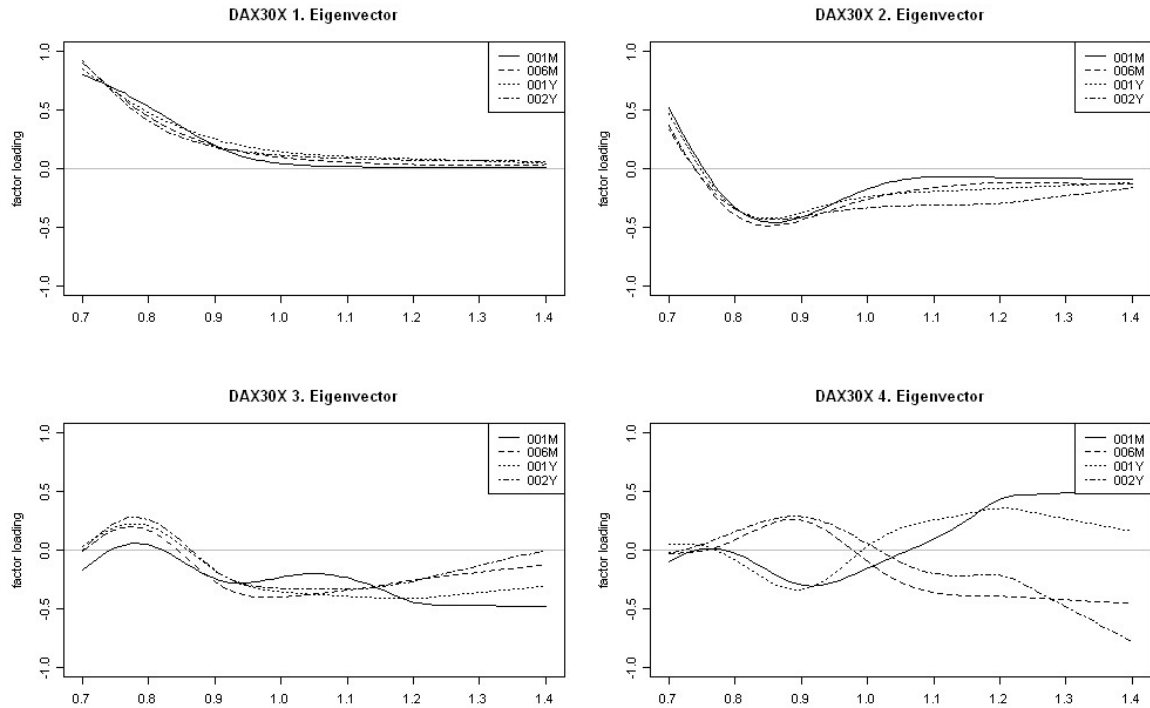 DAX30X 1. Eigenvector
factor loading
1.0
0.5
0.0
-0.5
-1.0
001M
006M
001Y
002Y
0.7 0.8 0.9 1.0 1.1 1.2 1.3 1.4
DAX30X 2. Eigenvector
factor loading
1.0
0.5
0.0
-0.5
-1.0
001M
006M
001Y
002Y
0.7 0.8 0.9 1.0 1.1 1.2 1.3 1.4
DAX30X 3. Eigenvector
factor loading
1.0
0.5
0.0
-0.5
-1.0
001M
006M
001Y
002Y
0.7 0.8 0.9 1.0 1.1 1.2 1.3 1.4
DAX30X 4. Eigenvector
factor loading
1.0
0.5
0.0
-0.5
-1.0
001M
006M
001Y
002Y
0.7 0.8 0.9 1.0 1.1 1.2 1.3 1.4